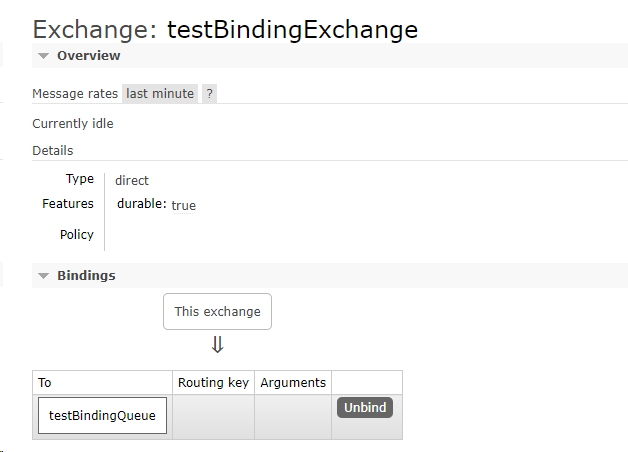 Exchange: testBindingExchange
Overview
Message rates last minute ?
Currently idle
Details
Type direct
Features durable: true
Policy
Bindings
This exchange
⇓
To Routing key Arguments
testBindingQueue Unbind